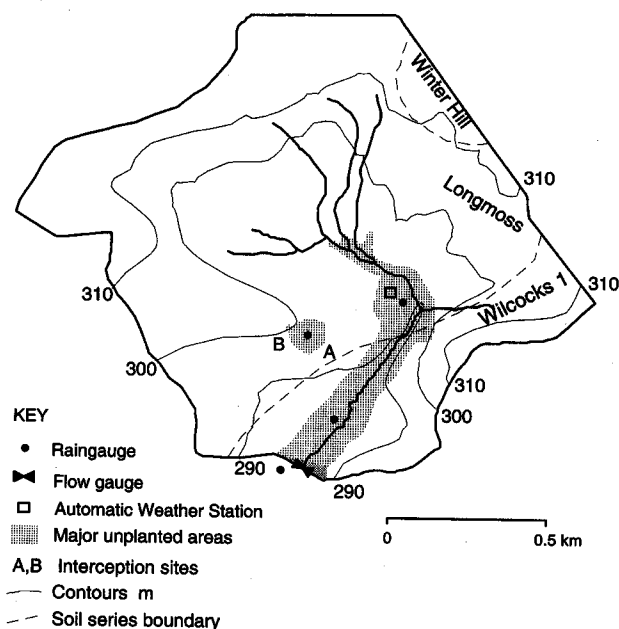 Winter Hill
310
Longmoss
310
Wilcocks 1
310
B
A
300
310
300
290
290
KEY
Raingauge
Flow gauge
Automatic Weather Station
Major unplanted areas
A,B Interception sites
Contours m
Soil series boundary
0 0.5 km